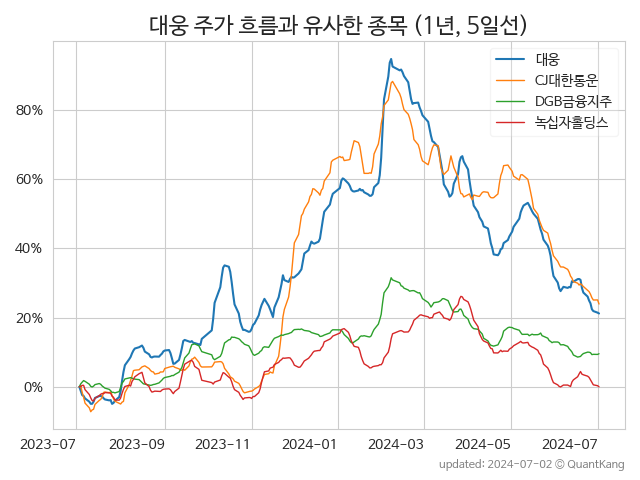 대웅 주가 흐름과 유사한 종목 (1년, 5일선)
대웅
CJ대한통운
DGB금융지주
녹십자홀딩스
80%
60%
40%
20%
0%
2023-07 2023-09 2023-11 2024-01 2024-03 2024-05 2024-07
updated: 2024-07-02 © QuantKang